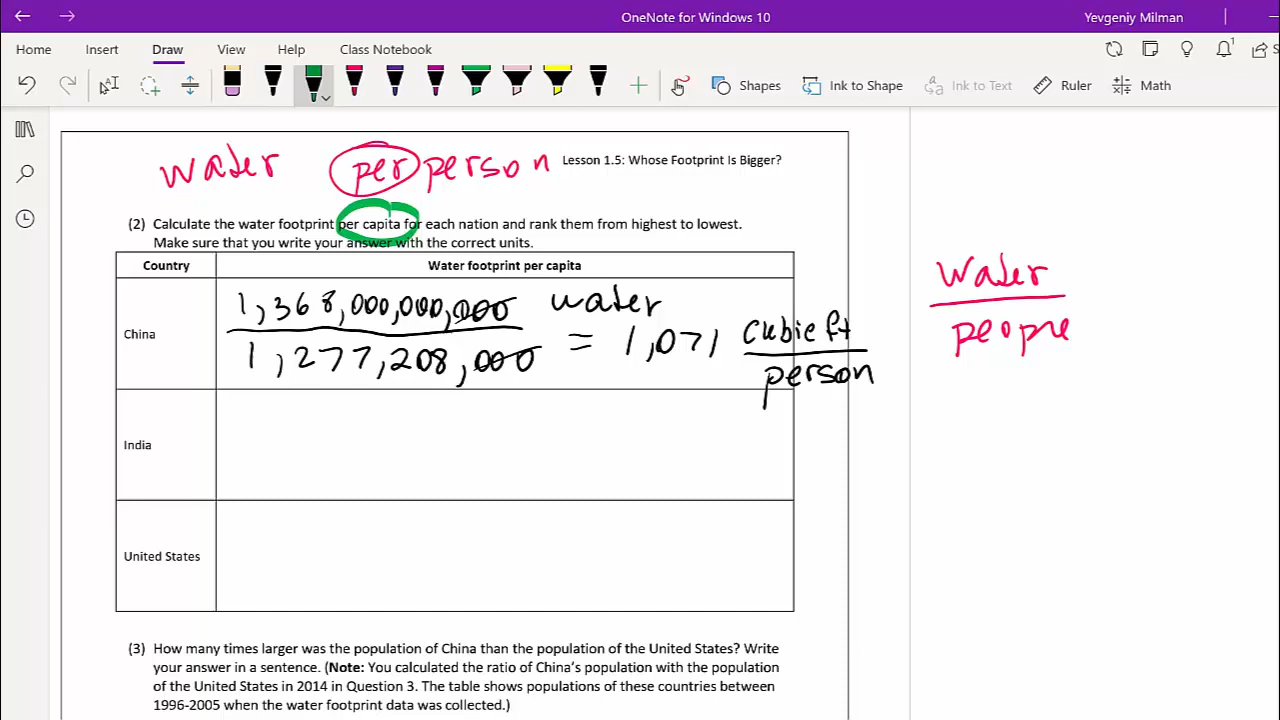 OneNote for Windows 10
Yevgeniy Milman
Home Insert Draw View Help Class Notebook
Shapes Ink to Shape Ink to Text Ruler Math
water per person
Lesson 1.5: Whose Footprint Is Bigger?
(2) Calculate the water footprint per capita for each nation and rank them from highest to lowest.
Make sure that you write your answer with the correct units.
Country Water footprint per capita
China
1,368,000,000,000 water
1,277,208,000
= 1,071 cubic ft
person
water
people
India
United States
(3) How many times larger was the population of China than the population of the United States? Write
your answer in a sentence. (Note: You calculated the ratio of China's population with the population
of the United States in 2014 in Question 3. The table shows populations of these countries between
1996-2005 when the water footprint data was collected.)